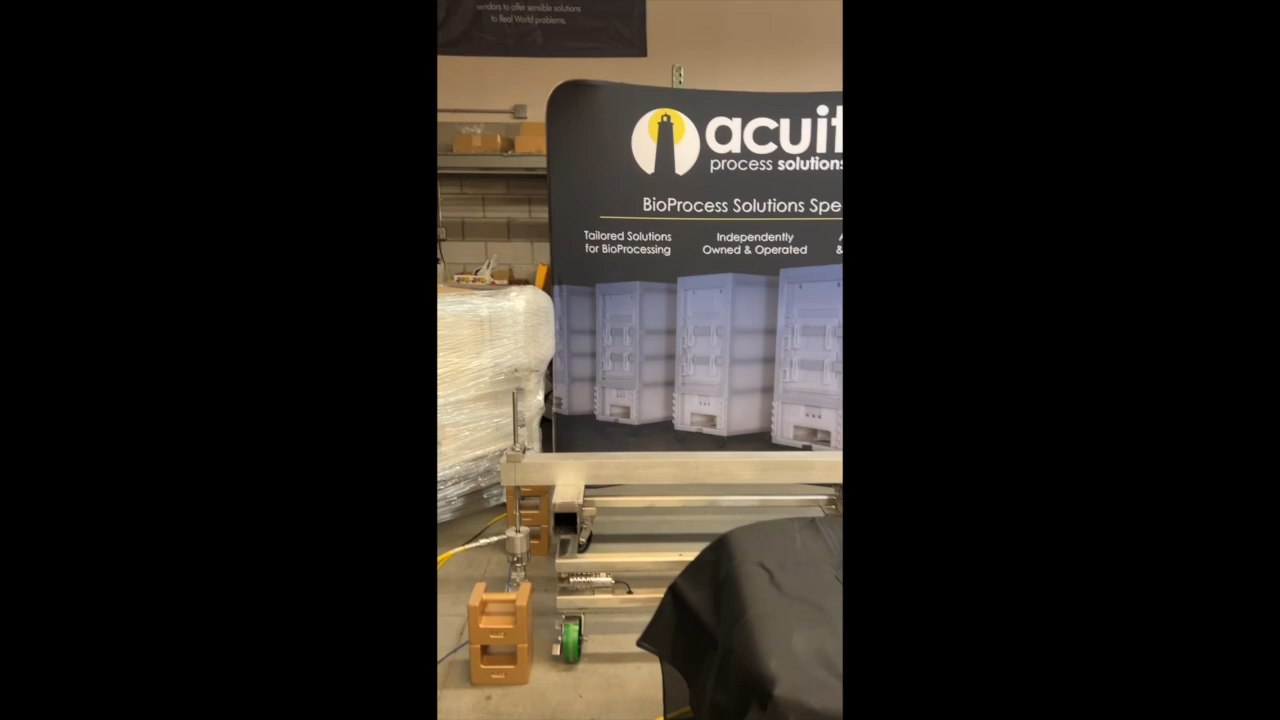 vendors to offer sensible solutions
to Real World problems.
acuit
process solutions
BioProcess Solutions Spe
Tailored Solutions
for BioProcessing
Independently
Owned & Operated
&